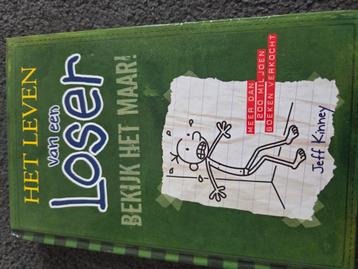 HET LEVEN
van een
Loser
BEKIJK HET MAAR!
MEER DAN
200 MILJOEN
BOEKEN VERKOCHT
Jeff Kinney